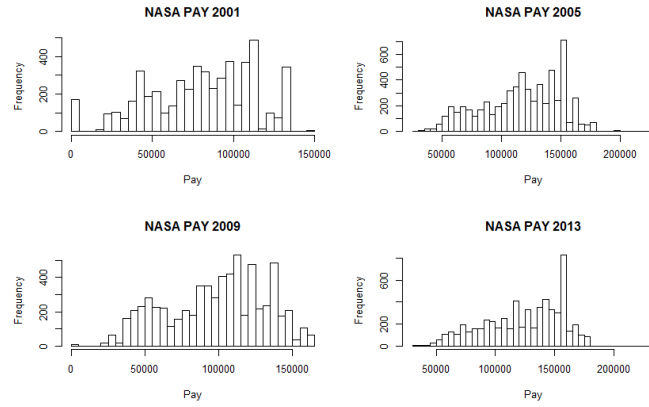 NASA PAY 2001
Frequency
0 200 400
0 50000 100000 150000
Pay
NASA PAY 2005
Frequency
0 200 400 600
50000 100000 150000 200000
Pay
NASA PAY 2009
Frequency
0 200 400
0 50000 100000 150000
Pay
NASA PAY 2013
Frequency
0 200 600
50000 100000 150000 200000
Pay